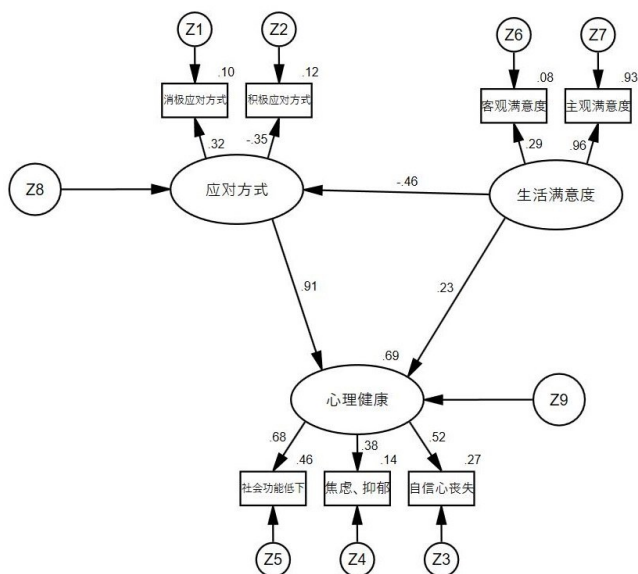 Z1
Z2
Z6
Z7
.10
.12
.08
.93
消极应对方式
积极应对方式
客观满意度
主观满意度
.32
-.35
.29
.96
Z8
应对方式
-.46
生活满意度
.91
.23
.69
心理健康
Z9
.68
.38
.52
.46
.14
.27
社会功能低下
焦虑、抑郁
自信心丧失
Z5
Z4
Z3